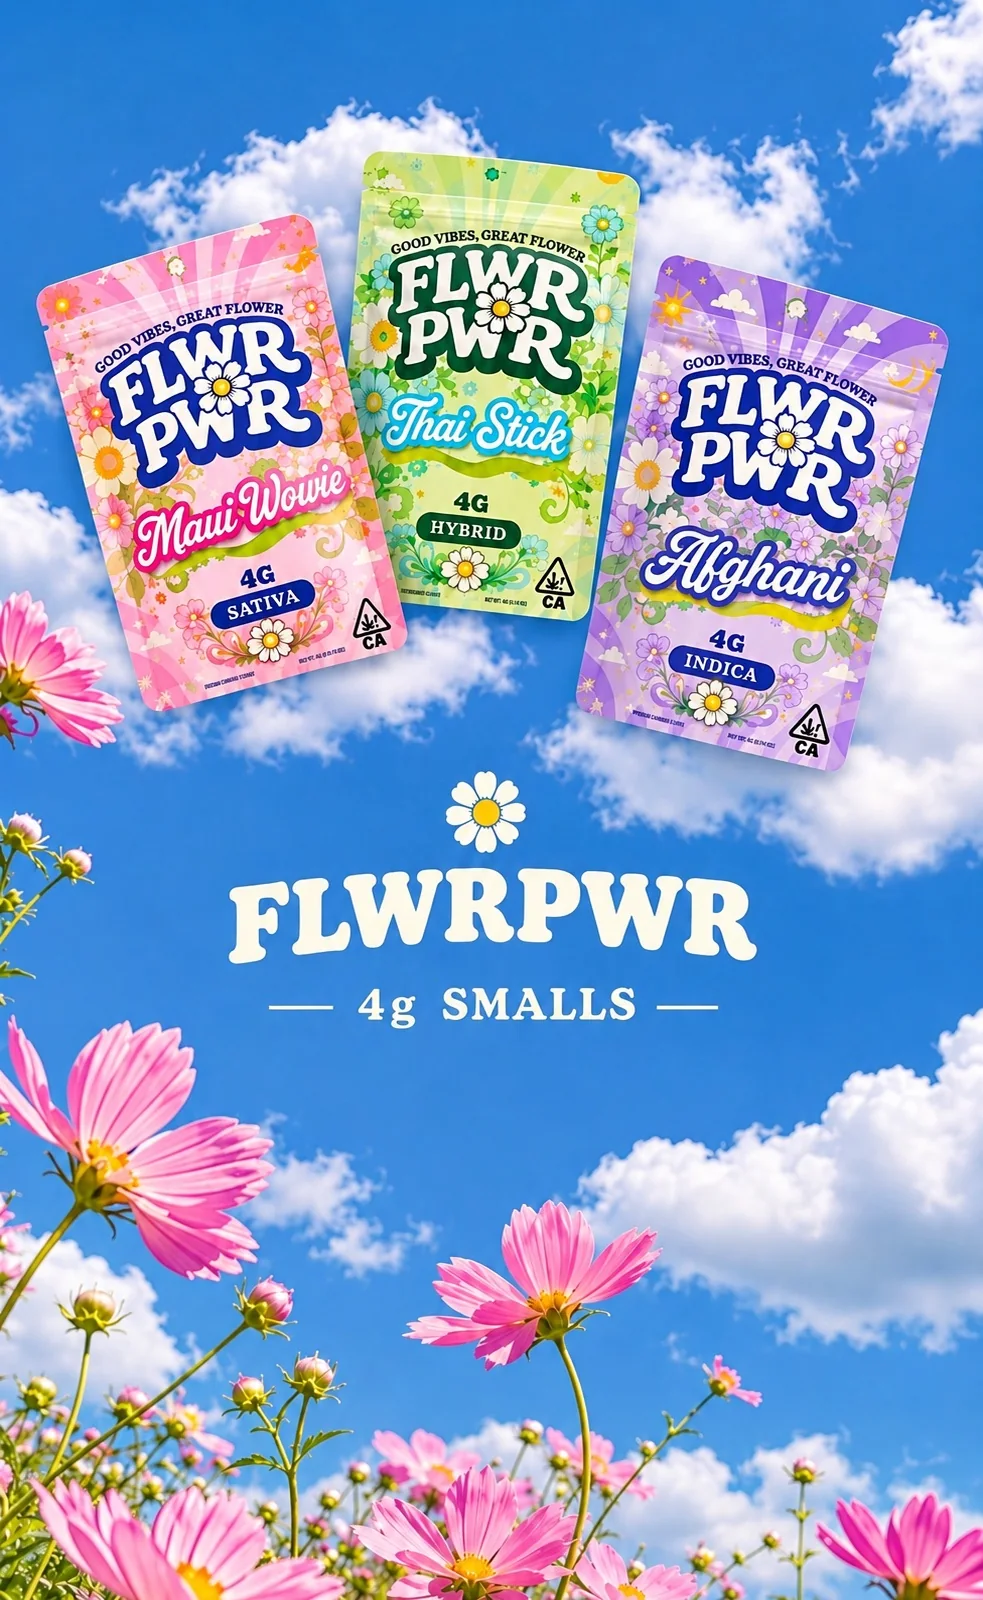 GOOD VIBES, GREAT FLOWER
FLWR
PWR
Maui Wowie
4G
SATIVA
CA
GOOD VIBES, GREAT FLOWER
FLWR
PWR
Thai Stick
4G
HYBRID
CA
GOOD VIBES, GREAT FLOWER
FLWR
PWR
Afghani
4G
INDICA
CA
FLWRPWR
4g SMALLS